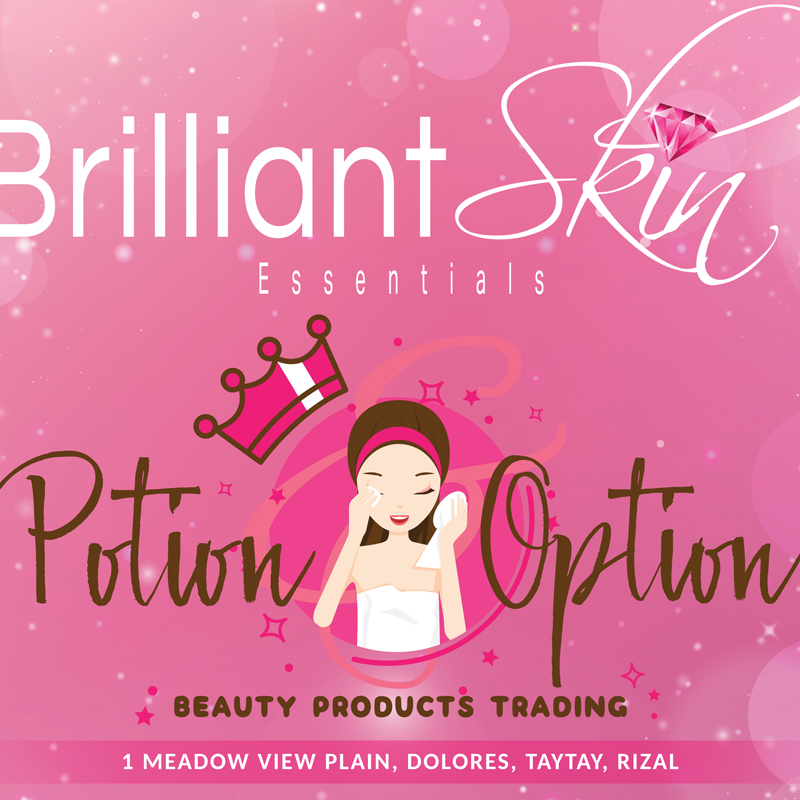 Brilliant Skin
Essentials
Potion & Option
BEAUTY PRODUCTS TRADING
1 MEADOW VIEW PLAIN, DOLORES, TAYTAY, RIZAL